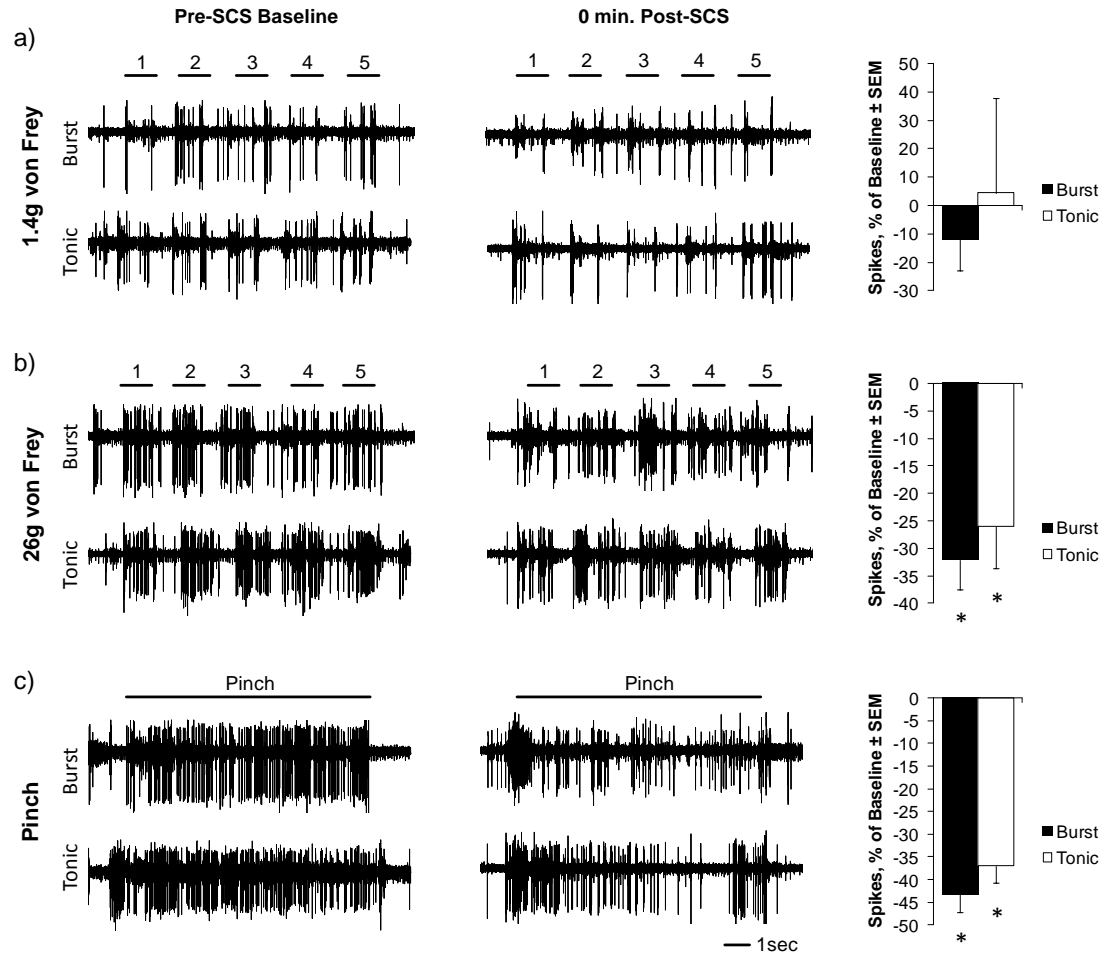 Pre-SCS Baseline
0 min. Post-SCS
a)
1 2 3 4 5
1 2 3 4 5
1.4g von Frey
Burst
Tonic
Spikes, % of Baseline ± SEM
50
40
30
20
10
0
-10
-20
-30
Burst
Tonic
b)
1 2 3 4 5
1 2 3 4 5
26g von Frey
Burst
Tonic
Spikes, % of Baseline ± SEM
0
-5
-10
-15
-20
-25
-30
-35
-40
* *
Burst
Tonic
c)
Pinch
Pinch
Pinch
Burst
Tonic
1sec
Spikes, % of Baseline ± SEM
0
-5
-10
-15
-20
-25
-30
-35
-40
-45
-50
* *
Burst
Tonic